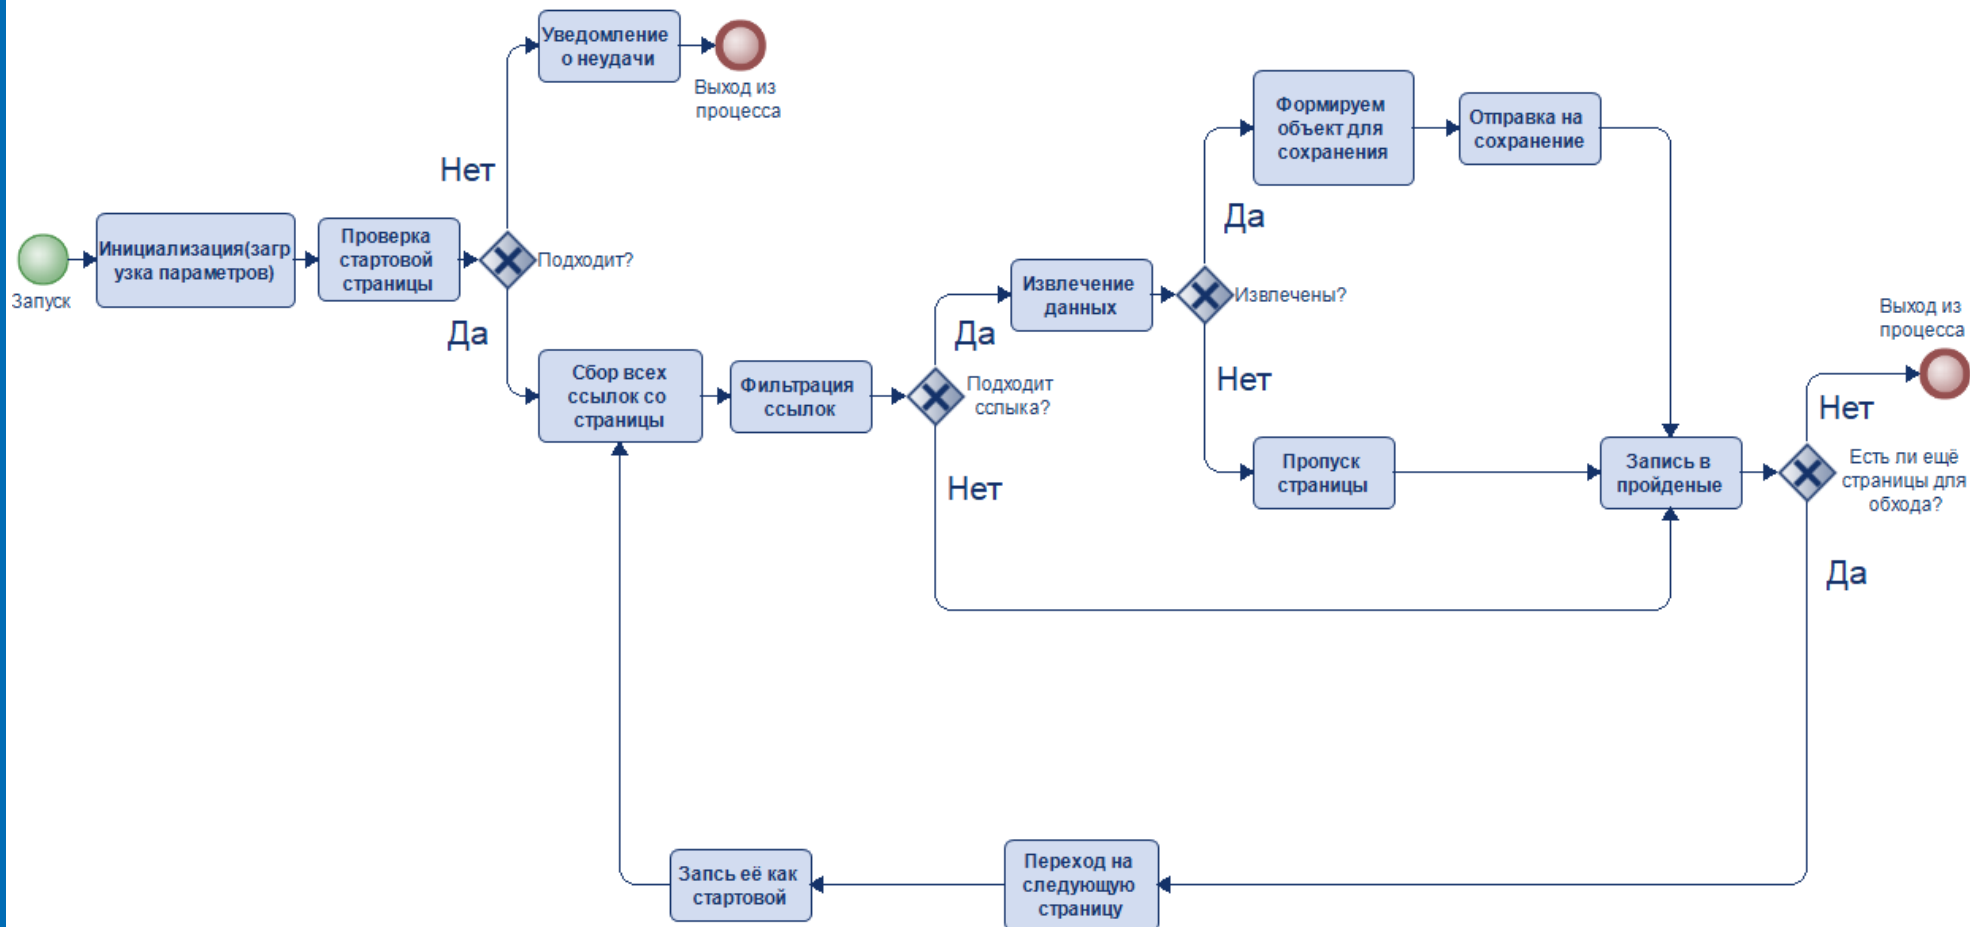 Уведомление
о неудачи
Выход из
процесса
Нет
Запуск
Инициализация(загр
узка параметров)
Проверка
стартовой
страницы
Подходит?
Да
Сбор всех
ссылок со
страницы
Фильтрация
ссылок
Подходит
сслыка?
Да
Нет
Извлечение
данных
Извлечены?
Да
Нет
Формируем
объект для
сохранения
Отправка на
сохранение
Пропуск
страницы
Запись в
пройденые
Выход из
процесса
Нет
Есть ли ещё
страницы для
обхода?
Да
Переход на
следующую
страницу
Запсь её как
стартовой